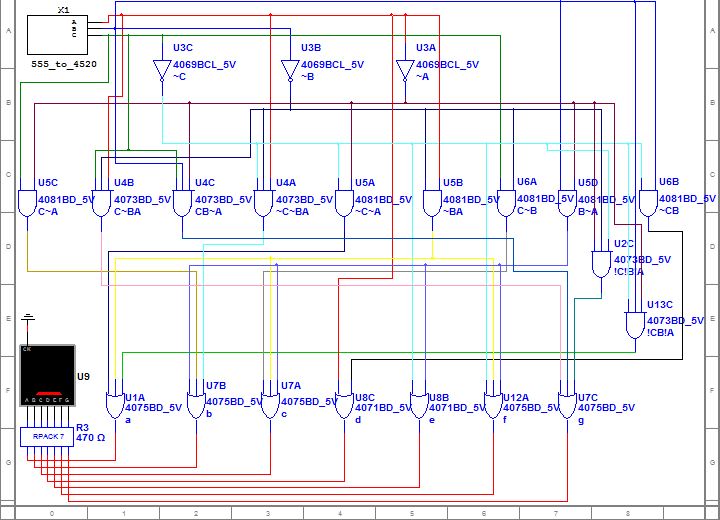 X1
A
B
C
555_to_4520
U3C
4069BCL_5V
~C
U3B
4069BCL_5V
~B
U3A
4069BCL_5V
~A
U5C
4081BD_5V
C~A
U4B
4073BD_5V
C~BA
U4C
4073BD_5V
CB~A
U4A
4073BD_5V
~C~BA
U5A
4081BD_5V
~C~A
U5B
4081BD_5V
~BA
U6A
4081BD_5V
C~B
U5D
4081BD_5V
B~A
U6B
4081BD_5V
~CB
U2C
4073BD_5V
!C!B!A
U13C
4073BD_5V
!CB!A
CK
A B C D E F G
U9
R3
RPACK 7
470 Ω
U1A
4075BD_5V
a
U7B
4075BD_5V
b
U7A
4075BD_5V
c
U8C
4071BD_5V
d
U8B
4071BD_5V
e
U12A
4075BD_5V
f
U7C
4075BD_5V
g
A
B
C
D
E
F
G
A
B
C
D
E
F
G
0 1 2 3 4 5 6 7 8